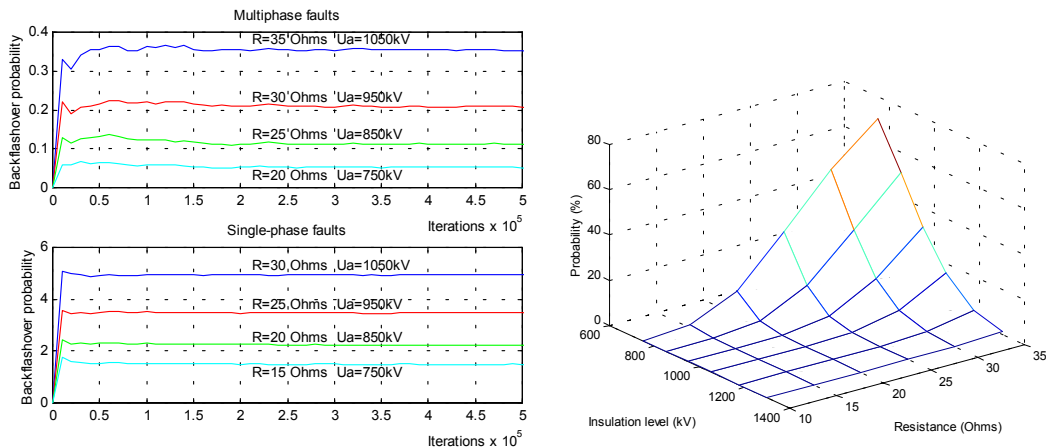 Multiphase faults
Backflashover probability
0.4
0.3
0.2
0.1
0
R=35 Ohms Ua=1050kV
R=30 Ohms Ua=950kV
R=25 Ohms Ua=850kV
R=20 Ohms Ua=750kV
0 0.5 1 1.5 2 2.5 3 3.5 4 4.5 5
Iterations x 10^5
Single-phase faults
Backflashover probability
6
4
2
0
R=30 Ohms Ua=1050kV
R=25 Ohms Ua=950kV
R=20 Ohms Ua=850kV
R=15 Ohms Ua=750kV
0 0.5 1 1.5 2 2.5 3 3.5 4 4.5 5
Iterations x 10^5
Probability (%)
80
60
40
20
0
600
800
1000
1200
1400
Insulation level (kV)
10
15
20
25
30
35
Resistance (Ohms)